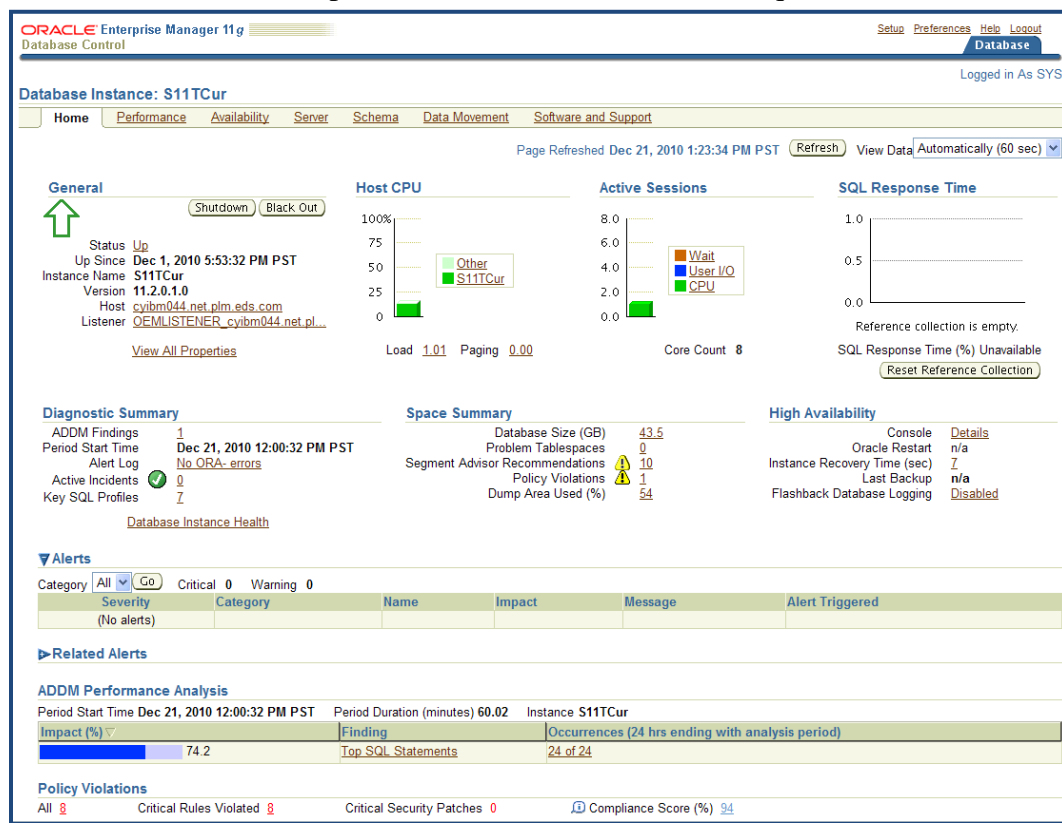 ORACLE Enterprise Manager 11 g
Database Control
Setup Preferences Help Logout
Database
Logged in As SYS
Database Instance: S11TCur
Home Performance Availability Server Schema Data Movement Software and Support
Page Refreshed Dec 21, 2010 1:23:34 PM PST Refresh View Data Automatically (60 sec)
General
Shutdown Black Out
Status Up
Up Since Dec 1, 2010 5:53:32 PM PST
Instance Name S11TCur
Version 11.2.0.1.0
Host cyibm044.net.plm.eds.com
Listener OEMLISTENER_cyibm044.net.pl...
View All Properties
Host CPU
100%
75
50
25
0
Other
S11TCur
Load 1.01 Paging 0.00
Active Sessions
8.0
6.0
4.0
2.0
0.0
Wait
User I/O
CPU
Core Count 8
SQL Response Time
1.0
0.5
0.0
Reference collection is empty.
SQL Response Time (%) Unavailable
Reset Reference Collection
Diagnostic Summary
ADDM Findings 1
Period Start Time Dec 21, 2010 12:00:32 PM PST
Alert Log No ORA- errors
Active Incidents 0
Key SQL Profiles 7
Database Instance Health
Space Summary
Database Size (GB) 43.5
Problem Tablespaces 0
Segment Advisor Recommendations 10
Policy Violations 1
Dump Area Used (%) 54
High Availability
Console Details
Oracle Restart n/a
Instance Recovery Time (sec) 7
Last Backup n/a
Flashback Database Logging Disabled
Alerts
Category All Go Critical 0 Warning 0
Severity Category Name Impact Message Alert Triggered
(No alerts)
Related Alerts
ADDM Performance Analysis
Period Start Time Dec 21, 2010 12:00:32 PM PST Period Duration (minutes) 60.02 Instance S11TCur
Impact (%) Finding Occurrences (24 hrs ending with analysis period)
74.2 Top SQL Statements 24 of 24
Policy Violations
All 8 Critical Rules Violated 8 Critical Security Patches 0 Compliance Score (%) 94